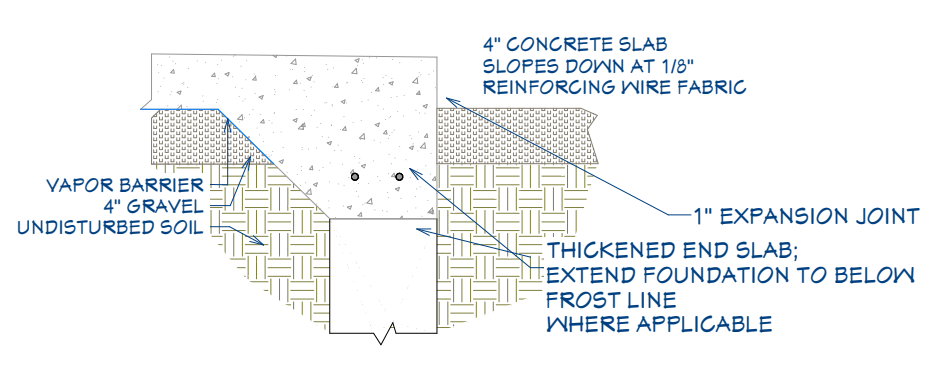 4" CONCRETE SLAB
SLOPES DOWN AT 1/8"
REINFORCING WIRE FABRIC
VAPOR BARRIER
4" GRAVEL
UNDISTURBED SOIL
1" EXPANSION JOINT
THICKENED END SLAB;
EXTEND FOUNDATION TO BELOW
FROST LINE
WHERE APPLICABLE